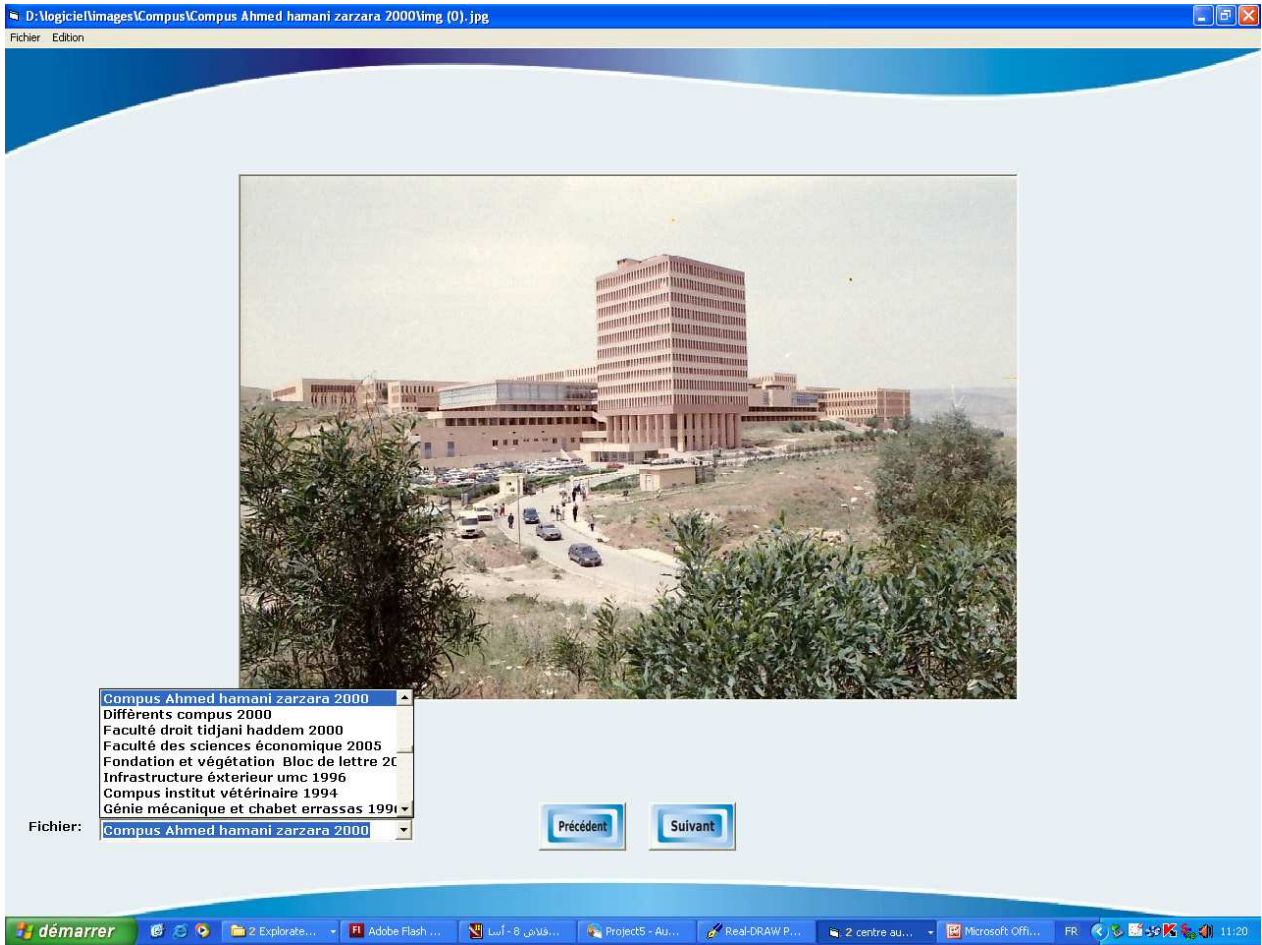 D:\logiciel\images\Compus\Compus Ahmed hamani zarzara 2000\img (0).jpg
Fichier Edition
Compus Ahmed hamani zarzara 2000
Diffèrents compus 2000
Faculté droit tidjani haddem 2000
Faculté des sciences économique 2005
Fondation et végétation Bloc de lettre 20
Infrastructure éxterieur umc 1996
Compus institut vétérinaire 1994
Génie mécanique et chabet errassas 199
Fichier: Compus Ahmed hamani zarzara 2000
Précédent Suivant
démarrer 2 Explorate... Adobe Flash ... فلاش 8 - أسا... Project5 - Au... Real-DRAW P... 2 centre au... Microsoft Offi... FR 11:20